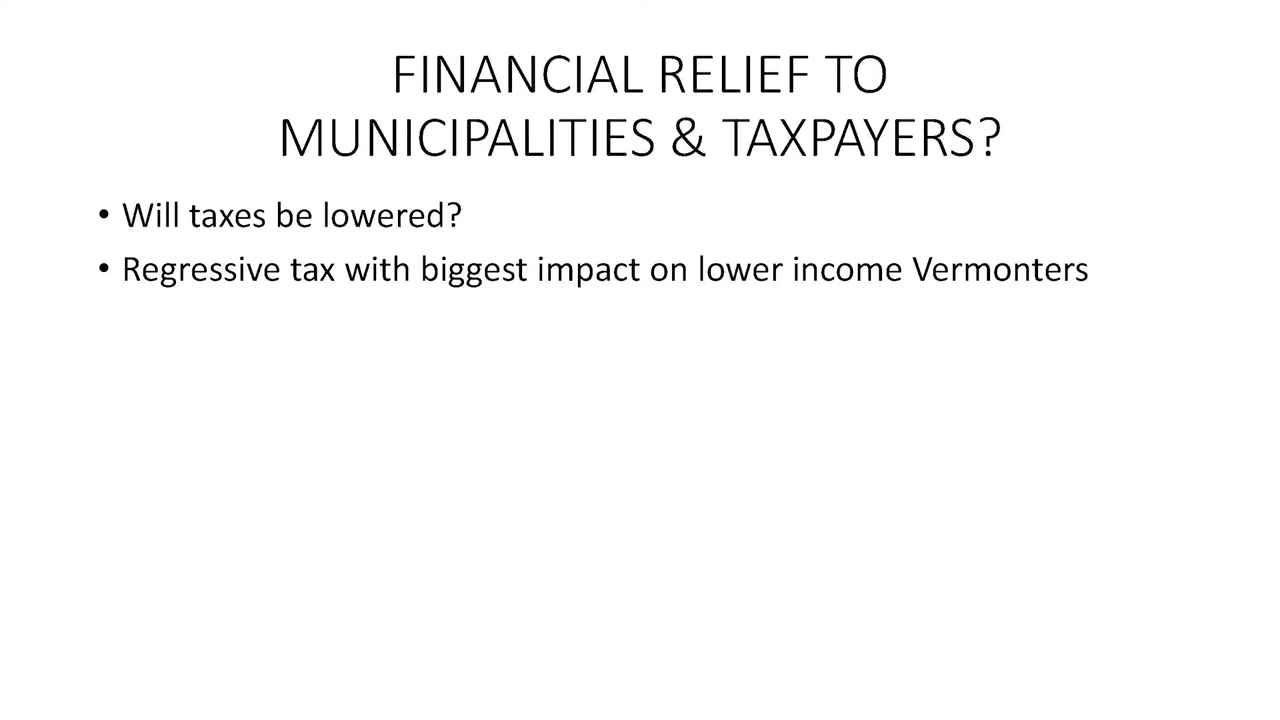 FINANCIAL RELIEF TO
MUNICIPALITIES & TAXPAYERS?
• Will taxes be lowered?
• Regressive tax with biggest impact on lower income Vermonters